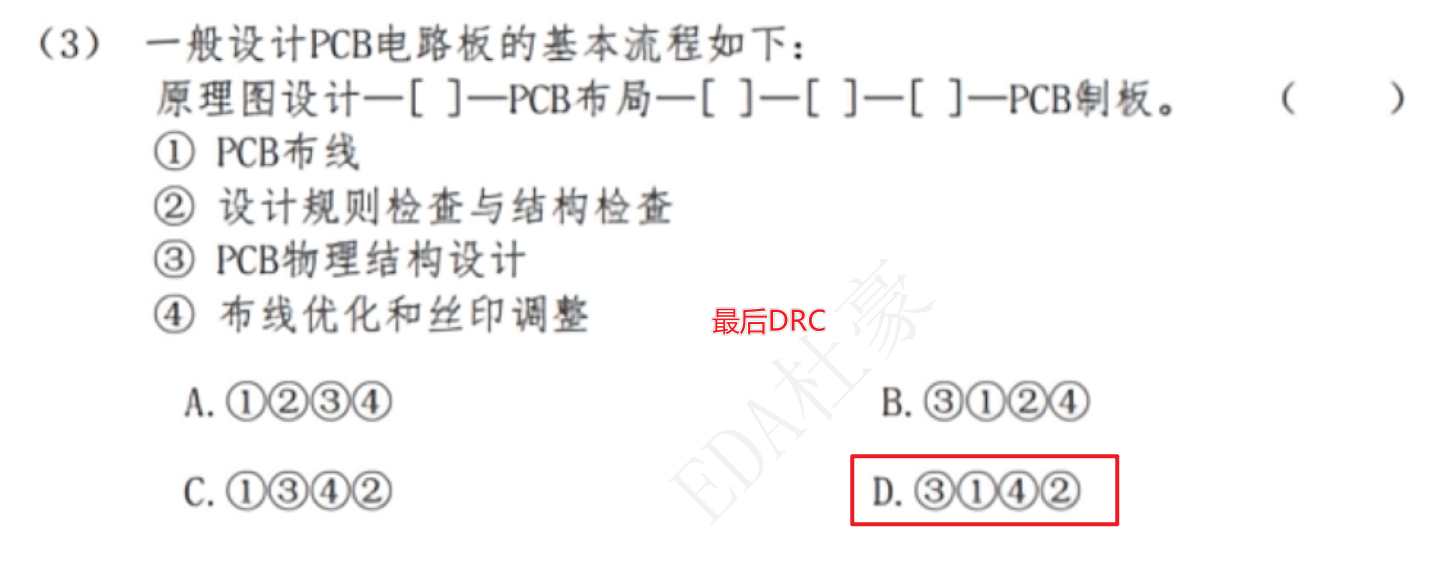 （3） 一般设计PCB电路板的基本流程如下：
原理图设计—[ ]—PCB布局—[ ]—[ ]—[ ]—PCB制板。 （ ）
① PCB布线
② 设计规则检查与结构检查
③ PCB物理结构设计
④ 布线优化和丝印调整
最后DRC
EDA杜豪
A.①②③④
B.③①②④
C.①③④②
D.③①④②